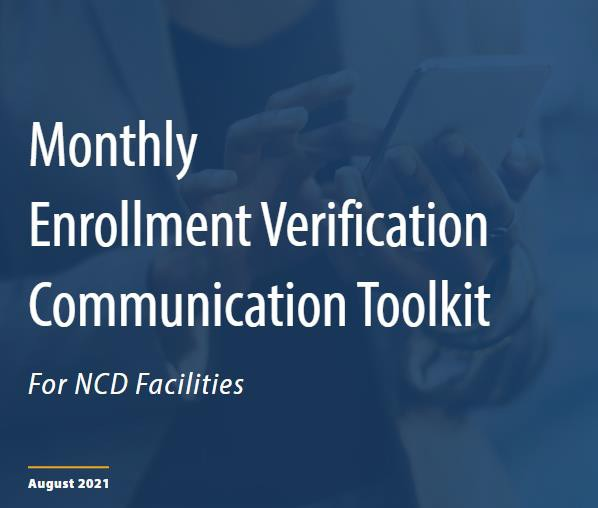 Monthly
Enrollment Verification
Communication Toolkit
For NCD Facilities
August 2021